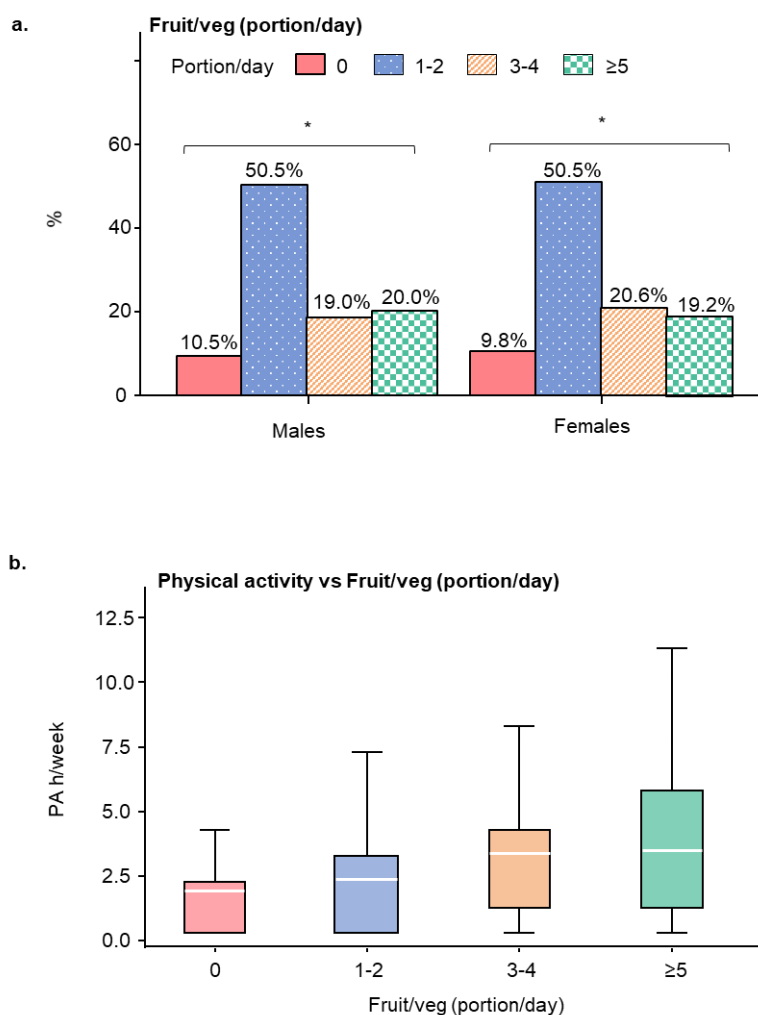 a.
Fruit/veg (portion/day)
Portion/day 0 1-2 3-4 ≥5
60
40
20
0
%
* *
50.5% 50.5%
19.0% 20.0% 20.6% 19.2%
10.5% 9.8%
Males Females
b.
Physical activity vs Fruit/veg (portion/day)
12.5
10.0
7.5
5.0
2.5
0.0
PA h/week
0 1-2 3-4 ≥5
Fruit/veg (portion/day)